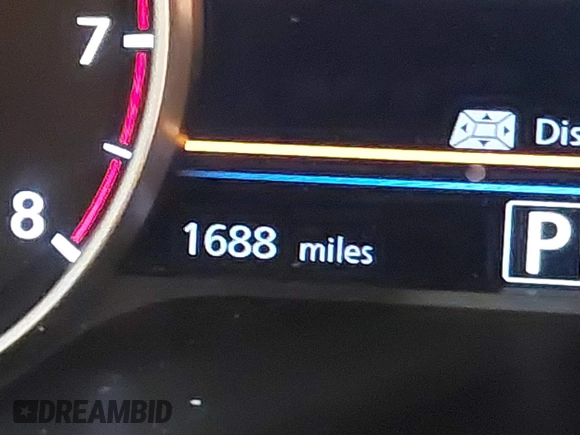 7
Dis
8
1688 miles
P
DREAMBID